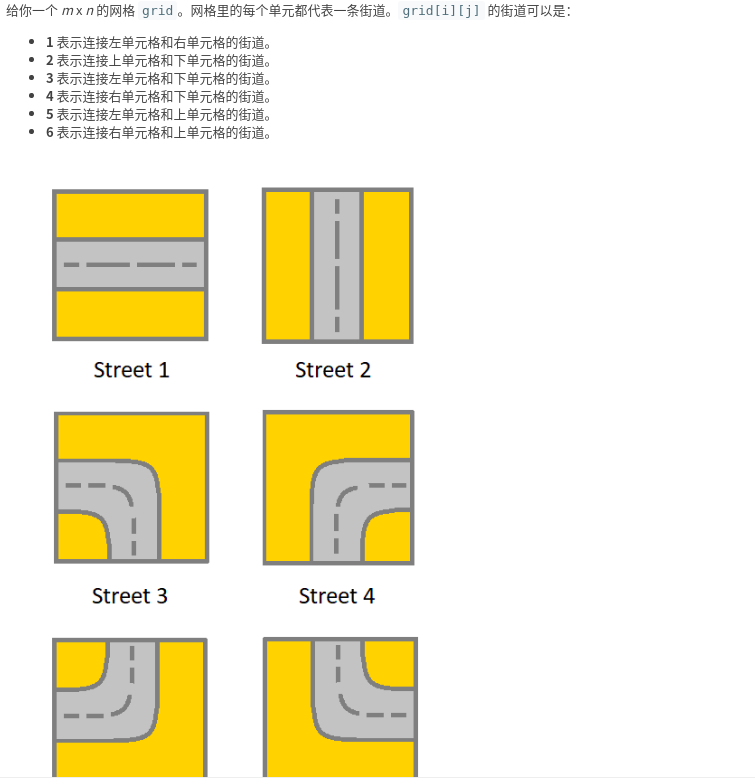 给你一个 m x n 的网格 grid 。网格里的每个单元都代表一条街道。 grid[i][j] 的街道可以是：
• 1 表示连接左单元格和右单元格的街道。
• 2 表示连接上单元格和下单元格的街道。
• 3 表示连接左单元格和下单元格的街道。
• 4 表示连接右单元格和下单元格的街道。
• 5 表示连接左单元格和上单元格的街道。
• 6 表示连接右单元格和上单元格的街道。
Street 1
Street 2
Street 3
Street 4